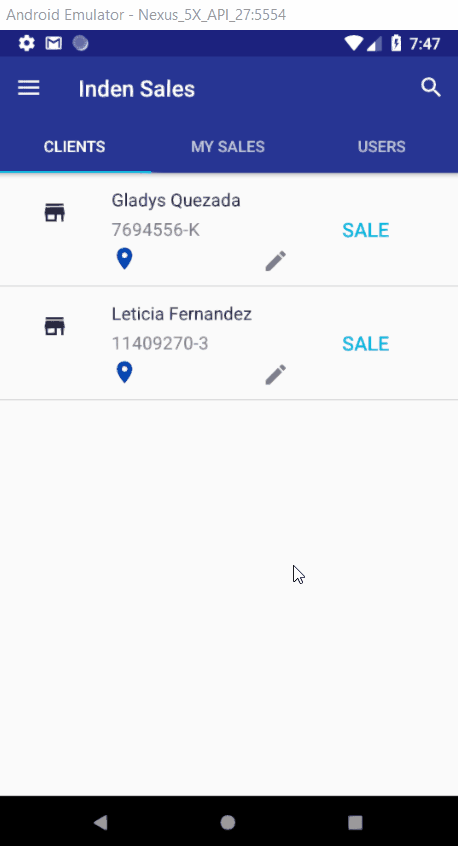 Android Emulator - Nexus_5X_API_27:5554
7:47
Inden Sales
CLIENTS MY SALES USERS
Gladys Quezada
7694556-K
SALE
Leticia Fernandez
11409270-3
SALE